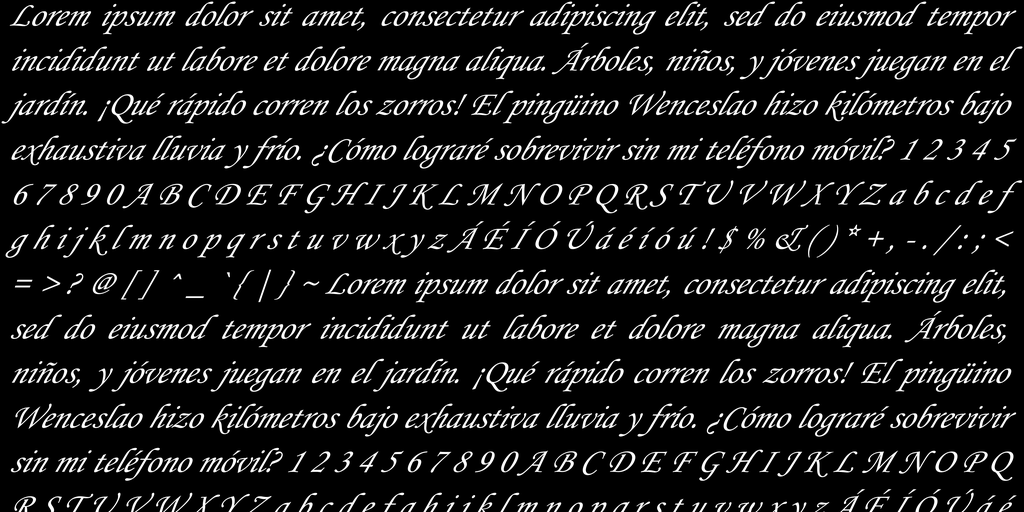 Lorem ipsum dolor sit amet, consectetur adipiscing elit, sed do eiusmod tempor
incididunt ut labore et dolore magna aliqua. Árboles, niños, y jóvenes juegan en el
jardín. ¡Qué rápido corren los zorros! El pingüino Wenceslao hizo kilómetros bajo
exhaustiva lluvia y frío. ¿Cómo lograré sobrevivir sin mi teléfono móvil? 1 2 3 4 5
6 7 8 9 0 A B C D E F G H I J K L M N O P Q R S T U V W X Y Z a b c d e f
g h i j k l m n o p q r s t u v w x y z Á É Í Ó Ú á é í ó ú ! $ % & ( ) * + , - . / : ; <
= > ? @ [ ] ^ _ ` { | } ~ Lorem ipsum dolor sit amet, consectetur adipiscing elit,
sed do eiusmod tempor incididunt ut labore et dolore magna aliqua. Árboles,
niños, y jóvenes juegan en el jardín. ¡Qué rápido corren los zorros! El pingüino
Wenceslao hizo kilómetros bajo exhaustiva lluvia y frío. ¿Cómo lograré sobrevivir
sin mi teléfono móvil? 1 2 3 4 5 6 7 8 9 0 A B C D E F G H I J K L M N O P Q
R S T U V W X Y Z a b c d e f g h i j k l m n o p q r s t u v w x y z Á É Í Ó Ú á é